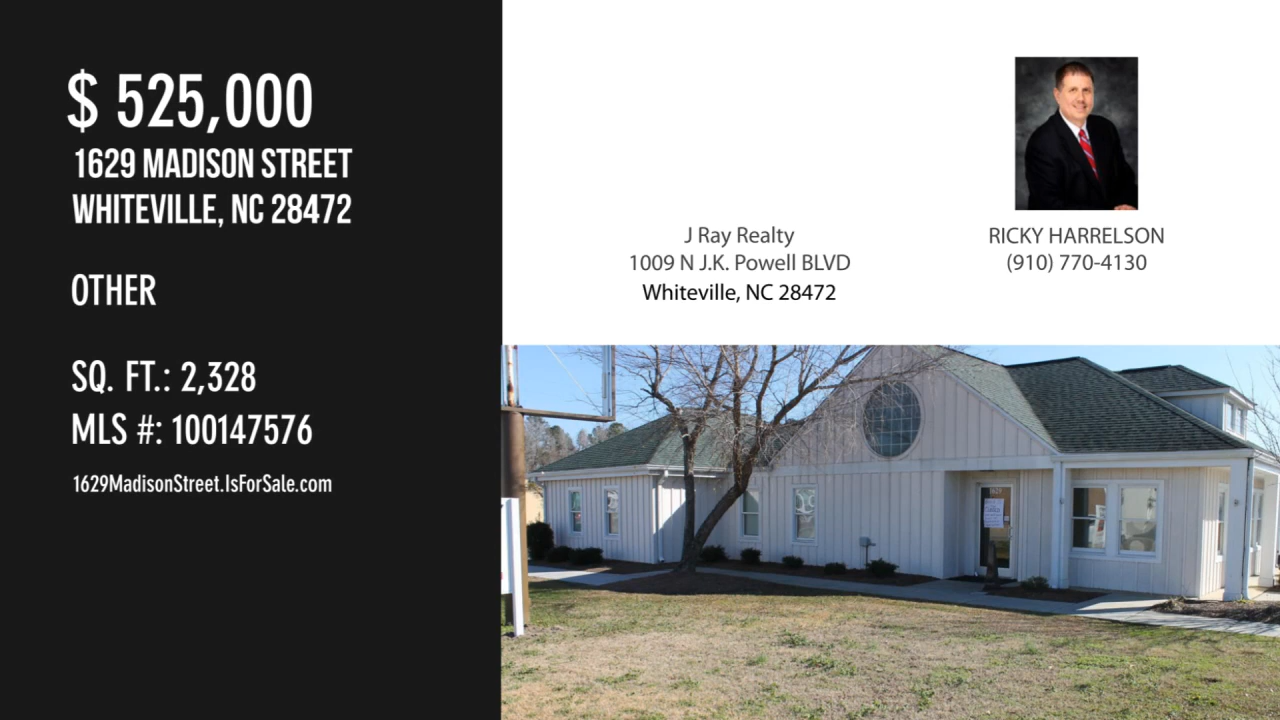 $ 525,000
1629 MADISON STREET
WHITEVILLE, NC 28472
OTHER
SQ. FT.: 2,328
MLS #: 100147576
1629MadisonStreet.IsForSale.com
J Ray Realty
1009 N J.K. Powell BLVD
Whiteville, NC 28472
RICKY HARRELSON
(910) 770-4130
1629